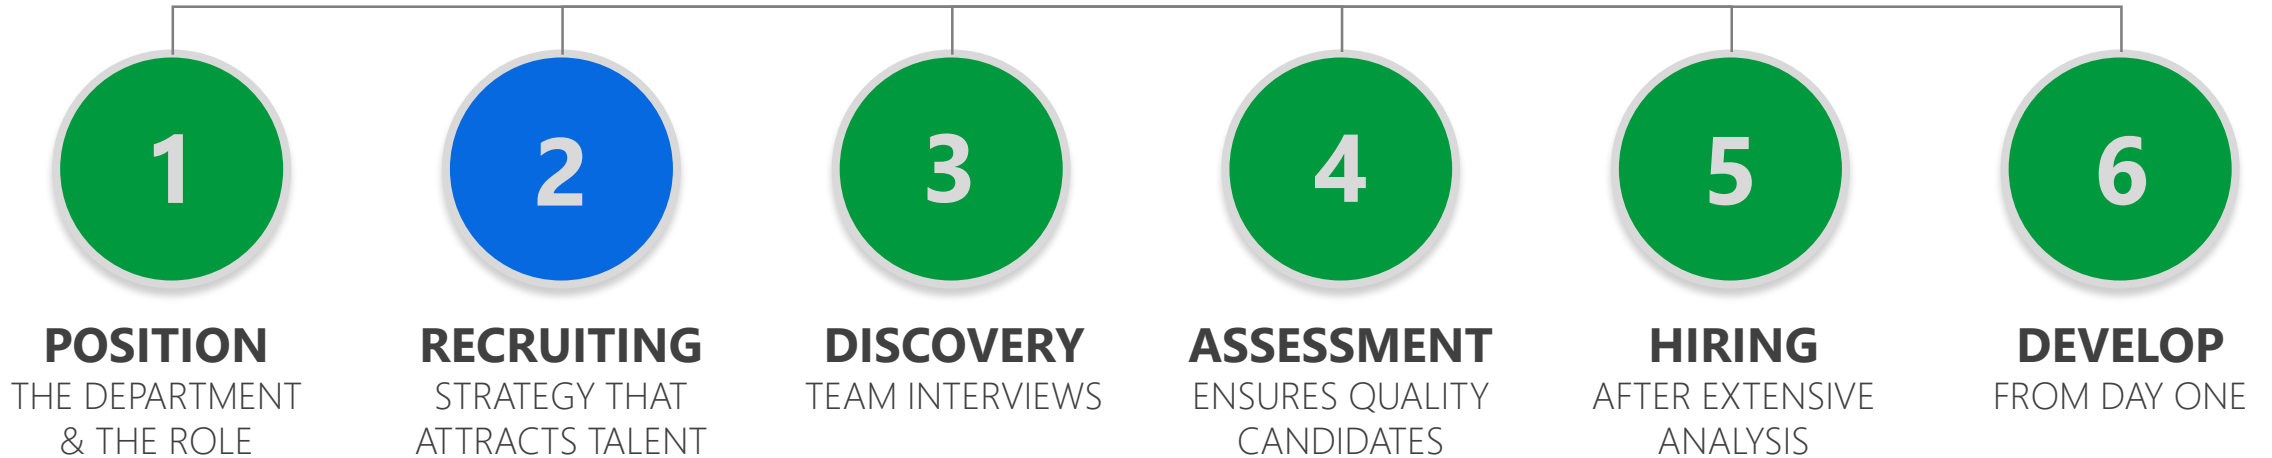 1
POSITION
THE DEPARTMENT
& THE ROLE
2
RECRUITING
STRATEGY THAT
ATTRACTS TALENT
3
DISCOVERY
TEAM INTERVIEWS
4
ASSESSMENT
ENSURES QUALITY
CANDIDATES
5
HIRING
AFTER EXTENSIVE
ANALYSIS
6
DEVELOP
FROM DAY ONE